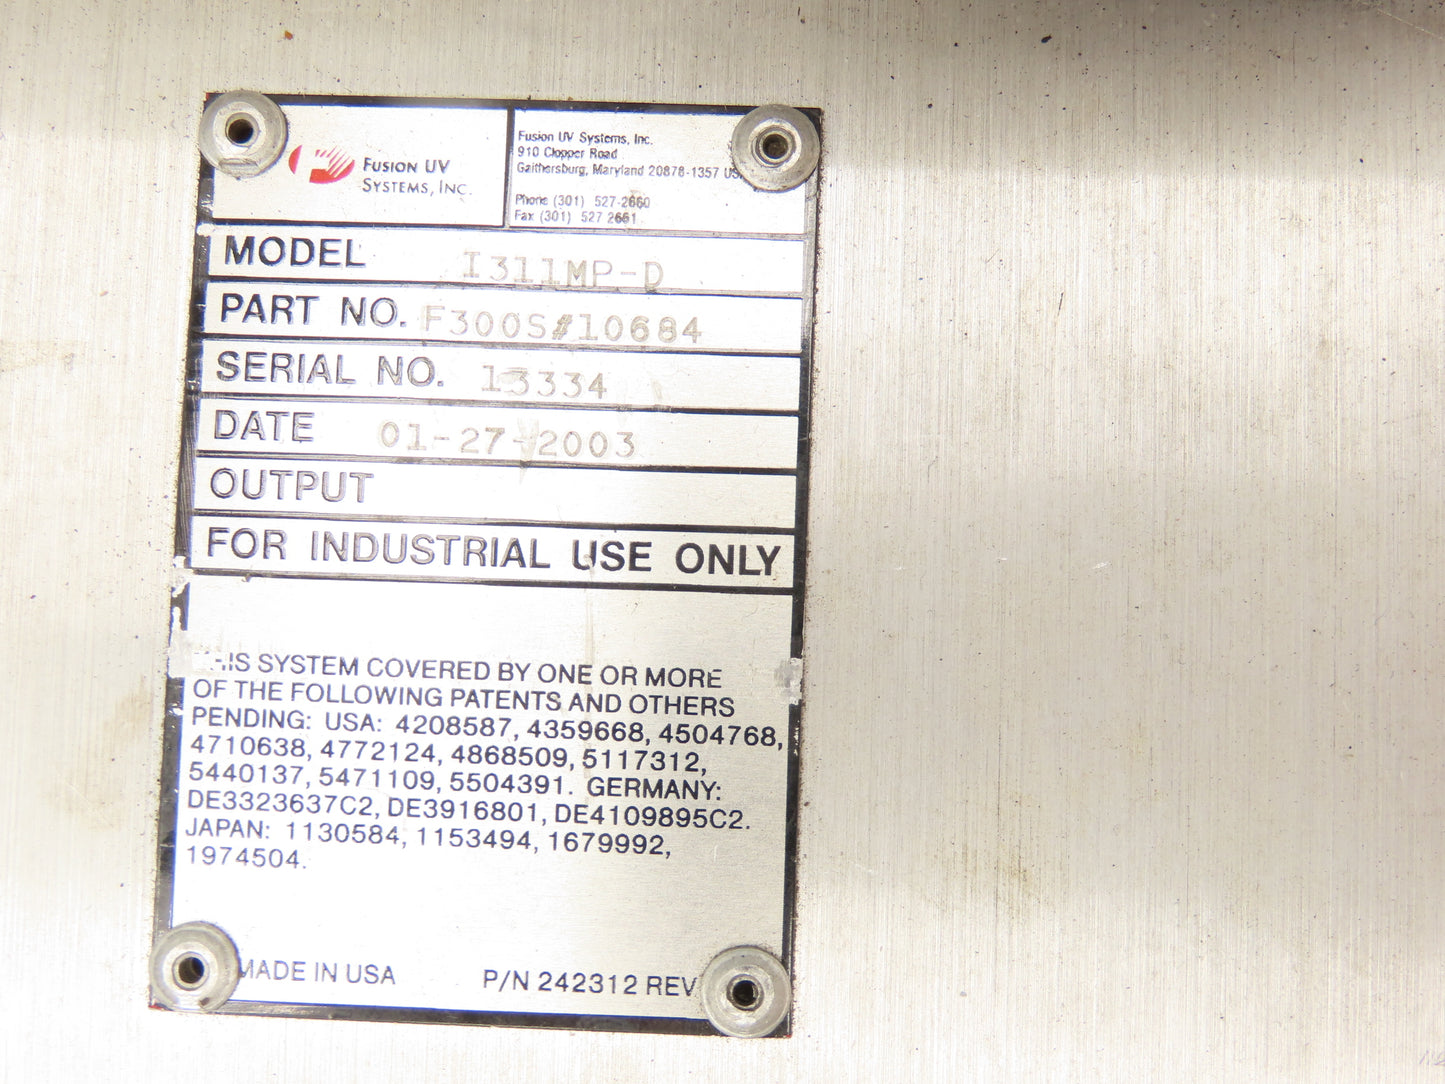 FUSION UV
SYSTEMS, INC.
Fusion UV Systems, Inc.
910 Clopper Road
Gaithersburg, Maryland 20878-1357
Phone (301) 527-2660
Fax (301) 527 2661
MODEL I311MP-D
PART NO. F300S#10684
SERIAL NO. 13334
DATE 01-27-2003
OUTPUT
FOR INDUSTRIAL USE ONLY
THIS SYSTEM COVERED BY ONE OR MORE
OF THE FOLLOWING PATENTS AND OTHERS
PENDING: USA: 4208587, 4359668, 4504768,
4710638, 4772124, 4868509, 5117312,
5440137, 5471109, 5504391. GERMANY:
DE3323637C2, DE3916801, DE4109895C2.
JAPAN: 1130584, 1153494, 1679992,
1974504.
MADE IN USA P/N 242312 REV